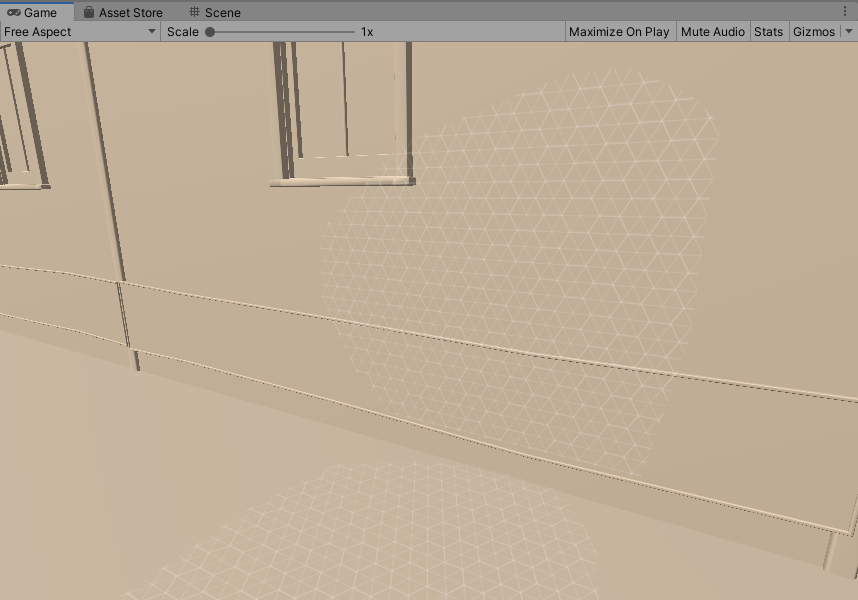 Game Asset Store Scene
Free Aspect Scale 1x Maximize On Play Mute Audio Stats Gizmos